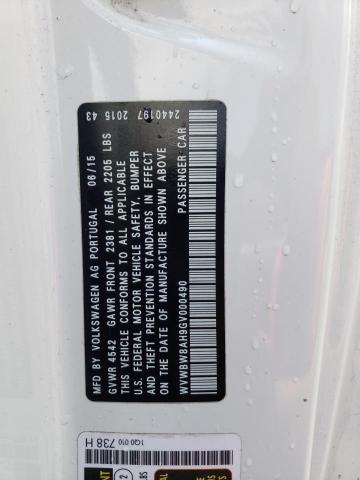 MFD BY VOLKSWAGEN AG PORTUGAL 06/15 2440197 2015 43
GVWR 4542 GAWR FRONT 2381 / REAR 2205 LBS
THIS VEHICLE CONFORMS TO ALL APPLICABLE
U.S. FEDERAL MOTOR VEHICLE SAFETY, BUMPER
AND THEFT PREVENTION STANDARDS IN EFFECT
ON THE DATE OF MANUFACTURE SHOWN ABOVE
WVWBW8AH9GV000490 PASSENGER CAR
1Q0 010 738 H